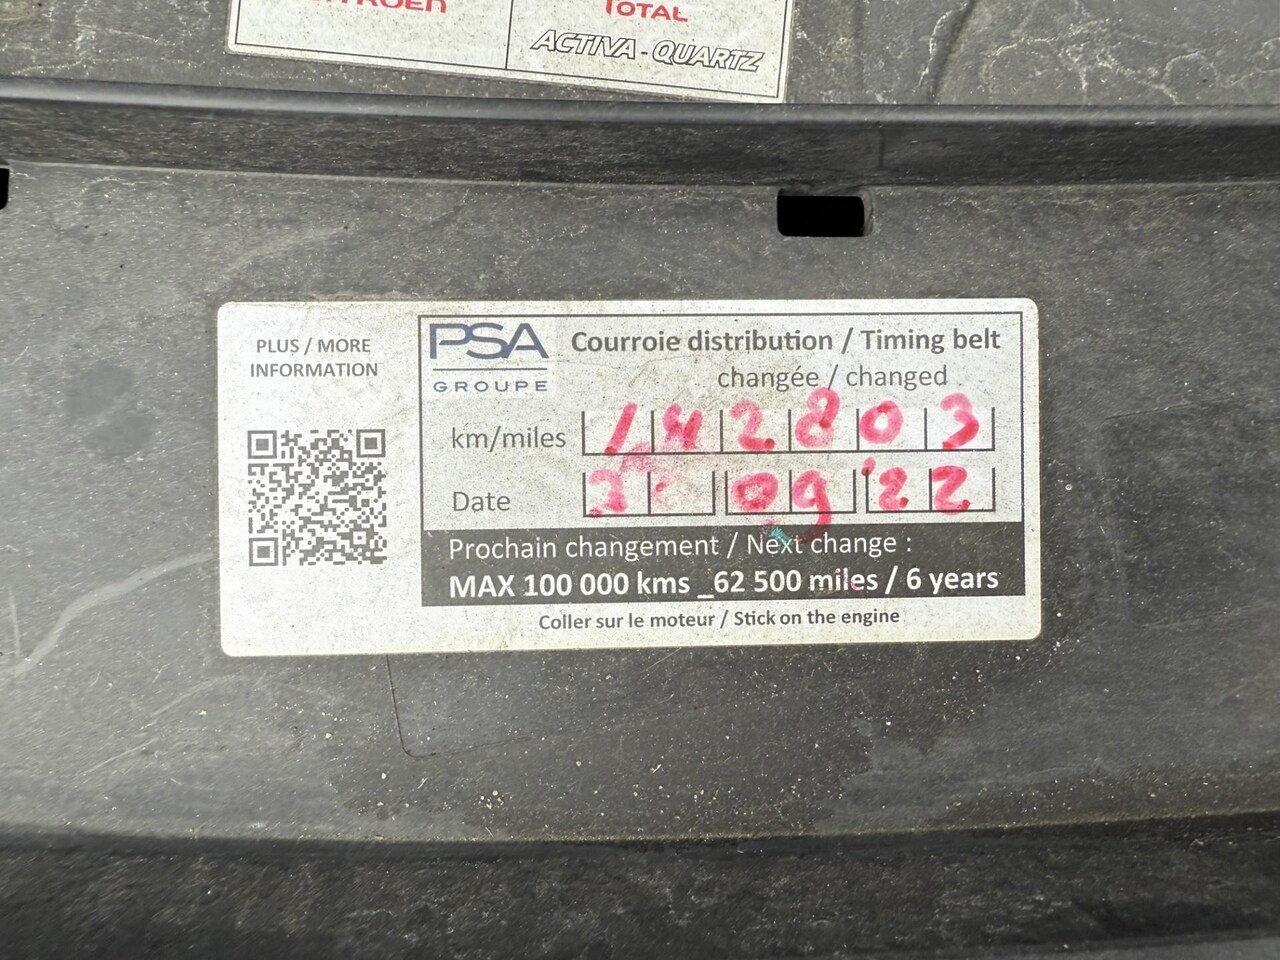 TOTAL
ACTIVA-QUARTZ
PLUS / MORE
INFORMATION
PSA
GROUPE
Courroie distribution / Timing belt
changée / changed
km/miles 142803
Date 09 22
Prochain changement / Next change :
MAX 100 000 kms _62 500 miles / 6 years
Coller sur le moteur / Stick on the engine